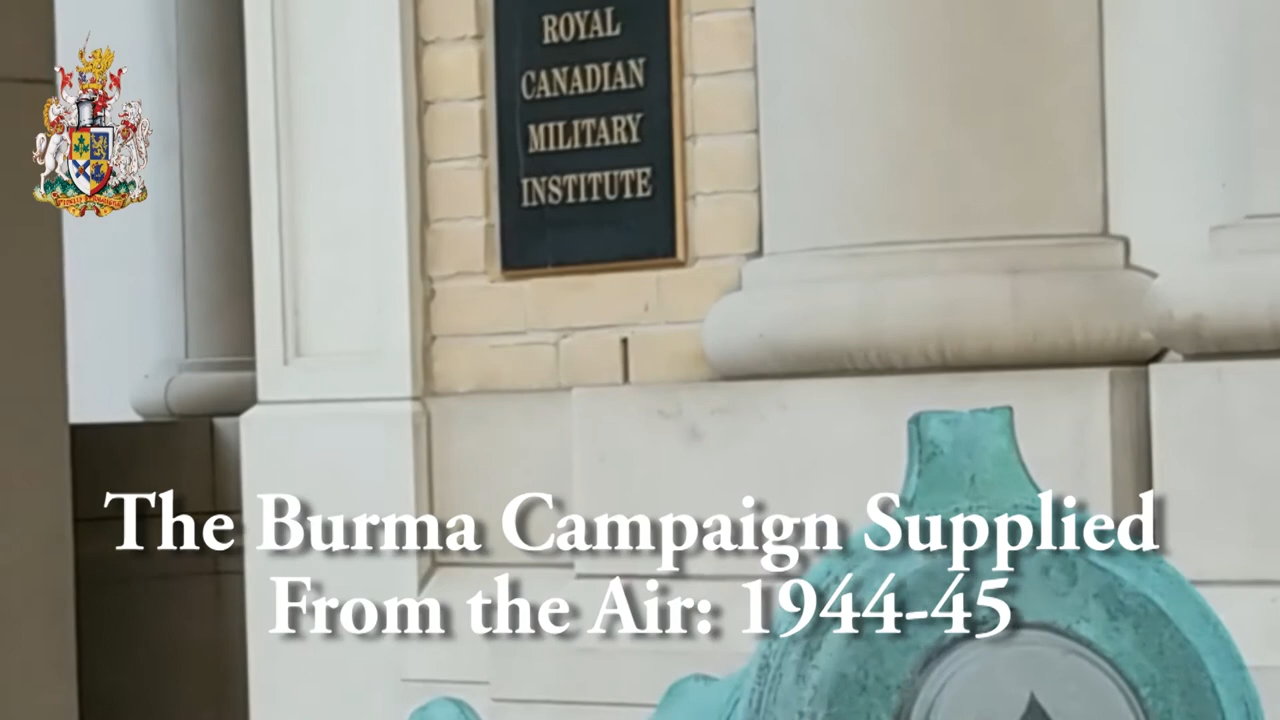 ROYAL
CANADIAN
MILITARY
INSTITUTE
The Burma Campaign Supplied
From the Air: 1944-45